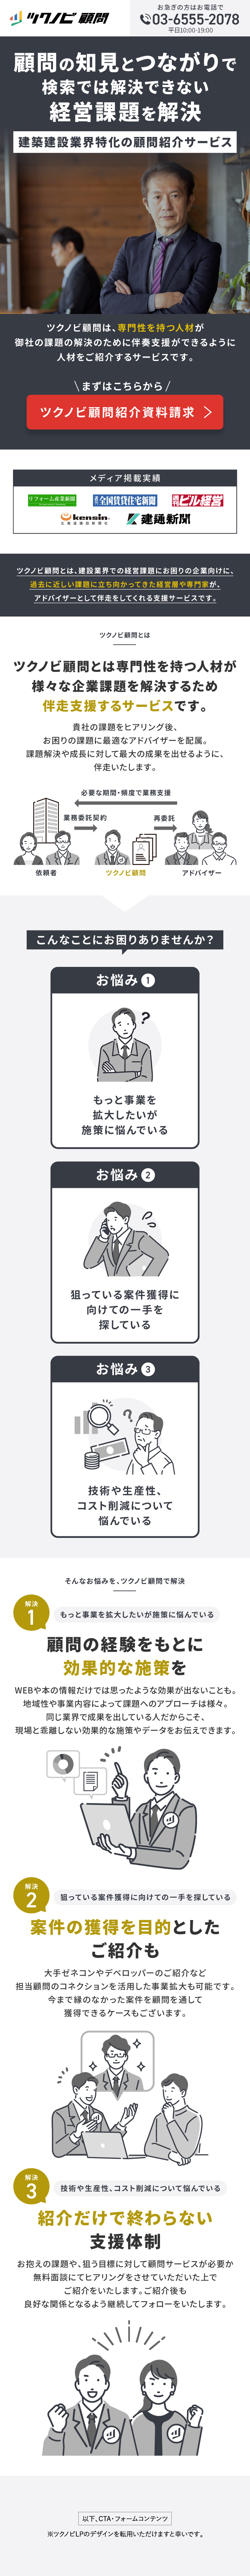 ツクノビ 顧問
お急ぎの方はお電話で
03-6555-2078
平日10:00-19:00
顧問の知見とつながりで
検索では解決できない
経営課題を解決
建築建設業界特化の顧問紹介サービス
ツクノビ顧問は、専門性を持つ人材が
御社の課題の解決のために伴奏支援ができるように
人材をご紹介するサービスです。
\ まずはこちらから /
ツクノビ顧問紹介資料請求
メディア掲載実績
リフォーム産業新聞
全国賃貸住宅新聞
週刊ビル経営
kensin
北海道建設新聞社
建通新聞
ツクノビ顧問とは、建設業界での経営課題にお困りの企業向けに、
過去に近しい課題に立ち向かってきた経営層や専門家が、
アドバイザーとして伴走をしてくれる支援サービスです。
ツクノビ顧問とは
ツクノビ顧問とは専門性を持つ人材が
様々な企業課題を解決するため
伴走支援するサービスです。
貴社の課題をヒアリング後、
お困りの課題に最適なアドバイザーを配属。
課題解決や成長に対して最大の成果を出せるように、
伴走いたします。
必要な期間・頻度で業務支援
業務委託契約
再委託
依頼者
ツクノビ顧問
アドバイザー
こんなことにお困りありませんか？
お悩み 1
もっと事業を
拡大したいが
施策に悩んでいる
お悩み 2
狙っている案件獲得に
向けての一手を
探している
お悩み 3
技術や生産性、
コスト削減について
悩んでいる
そんなお悩みを、ツクノビ顧問で解決
解決
1
もっと事業を拡大したいが施策に悩んでいる
顧問の経験をもとに
効果的な施策を
WEBや本の情報だけでは思ったような効果が出ないことも。
地域性や事業内容によって課題へのアプローチは様々。
同じ業界で成果を出している人だからこそ、
現場と乖離しない効果的な施策やデータをお伝えできます。
解決
2
狙っている案件獲得に向けての一手を探している
案件の獲得を目的とした
ご紹介も
大手ゼネコンやデベロッパーのご紹介など
担当顧問のコネクションを活用した事業拡大も可能です。
今まで縁のなかった案件を顧問を通して
獲得できるケースもございます。
解決
3
技術や生産性、コスト削減について悩んでいる
紹介だけで終わらない
支援体制
お抱えの課題や、狙う目標に対して顧問サービスが必要か
無料面談にてヒアリングをさせていただいた上で
ご紹介をいたします。ご紹介後も
良好な関係となるよう継続してフォローをいたします。
以下、CTA・フォームコンテンツ
※ツクノビLPのデザインを転用いただけますと幸いです。